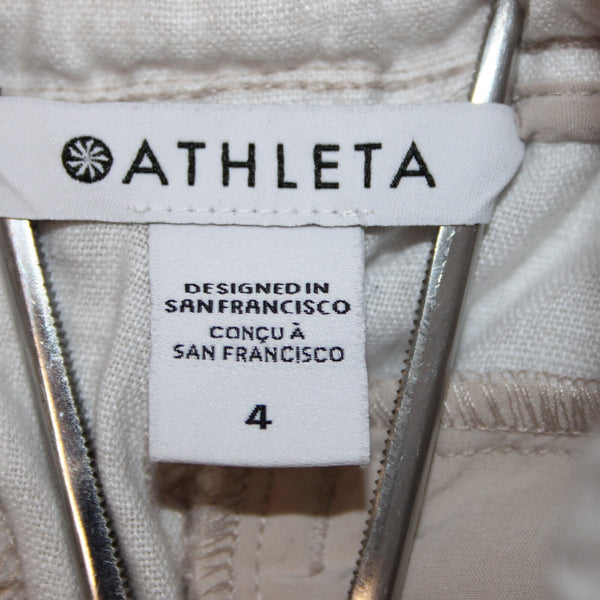 ATHLETA
DESIGNED IN
SAN FRANCISCO
CONÇU À
SAN FRANCISCO
4